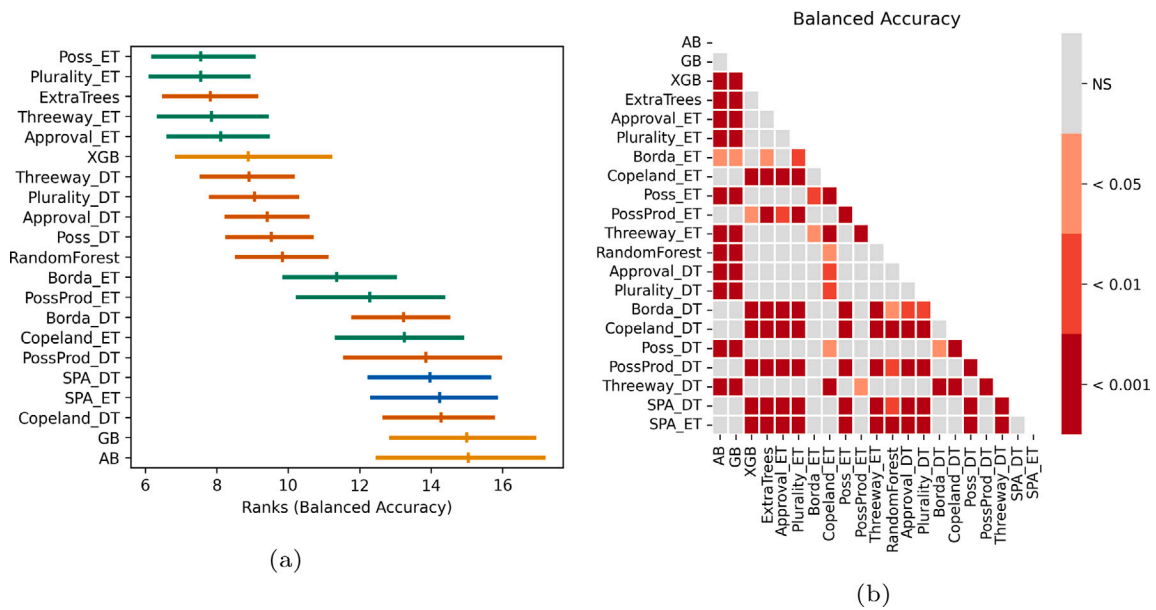 Poss_ET
Plurality_ET
ExtraTrees
Threeway_ET
Approval_ET
XGB
Threeway_DT
Plurality_DT
Approval_DT
Poss_DT
RandomForest
Borda_ET
PossProd_ET
Borda_DT
Copeland_ET
PossProd_DT
SPA_DT
SPA_ET
Copeland_DT
GB
AB
6 8 10 12 14 16
Ranks (Balanced Accuracy)
(a)
Balanced Accuracy
AB
GB
XGB
ExtraTrees
Approval_ET
Plurality_ET
Borda_ET
Copeland_ET
Poss_ET
PossProd_ET
Threeway_ET
RandomForest
Approval_DT
Plurality_DT
Borda_DT
Copeland_DT
Poss_DT
PossProd_DT
Threeway_DT
SPA_DT
SPA_ET
AB
GB
XGB
ExtraTrees
Approval_ET
Plurality_ET
Borda_ET
Copeland_ET
Poss_ET
PossProd_ET
Threeway_ET
RandomForest
Approval_DT
Plurality_DT
Borda_DT
Copeland_DT
Poss_DT
PossProd_DT
Threeway_DT
SPA_DT
SPA_ET
NS
< 0.05
< 0.01
< 0.001
(b)